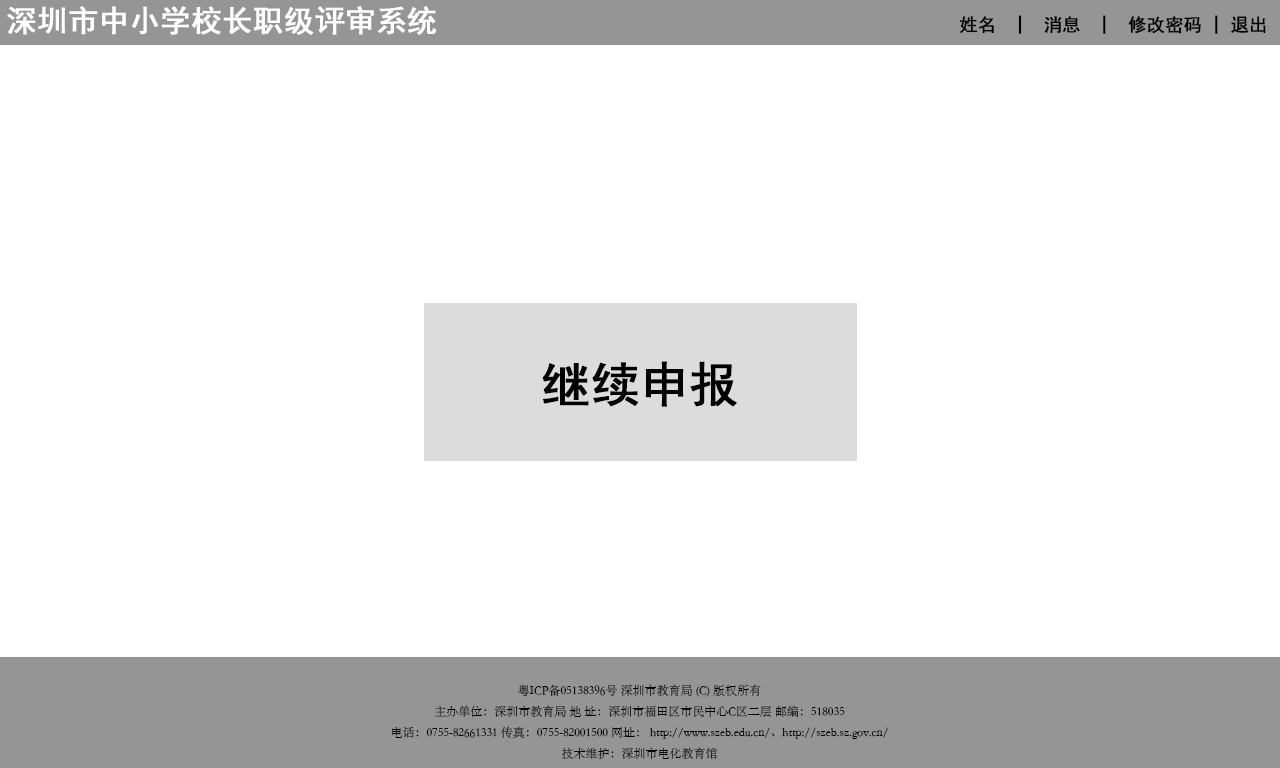 深圳市中小学校长职级评审系统
姓名 | 消息 | 修改密码 | 退出
继续申报
粤ICP备05138396号 深圳市教育局 (C) 版权所有
主办单位：深圳市教育局 地 址：深圳市福田区市民中心C区二层 邮编：518035
电话：0755-82661331 传真：0755-82001500 网址： http://www.szeb.edu.cn/、http://szeb.sz.gov.cn/
技术维护：深圳市电化教育馆